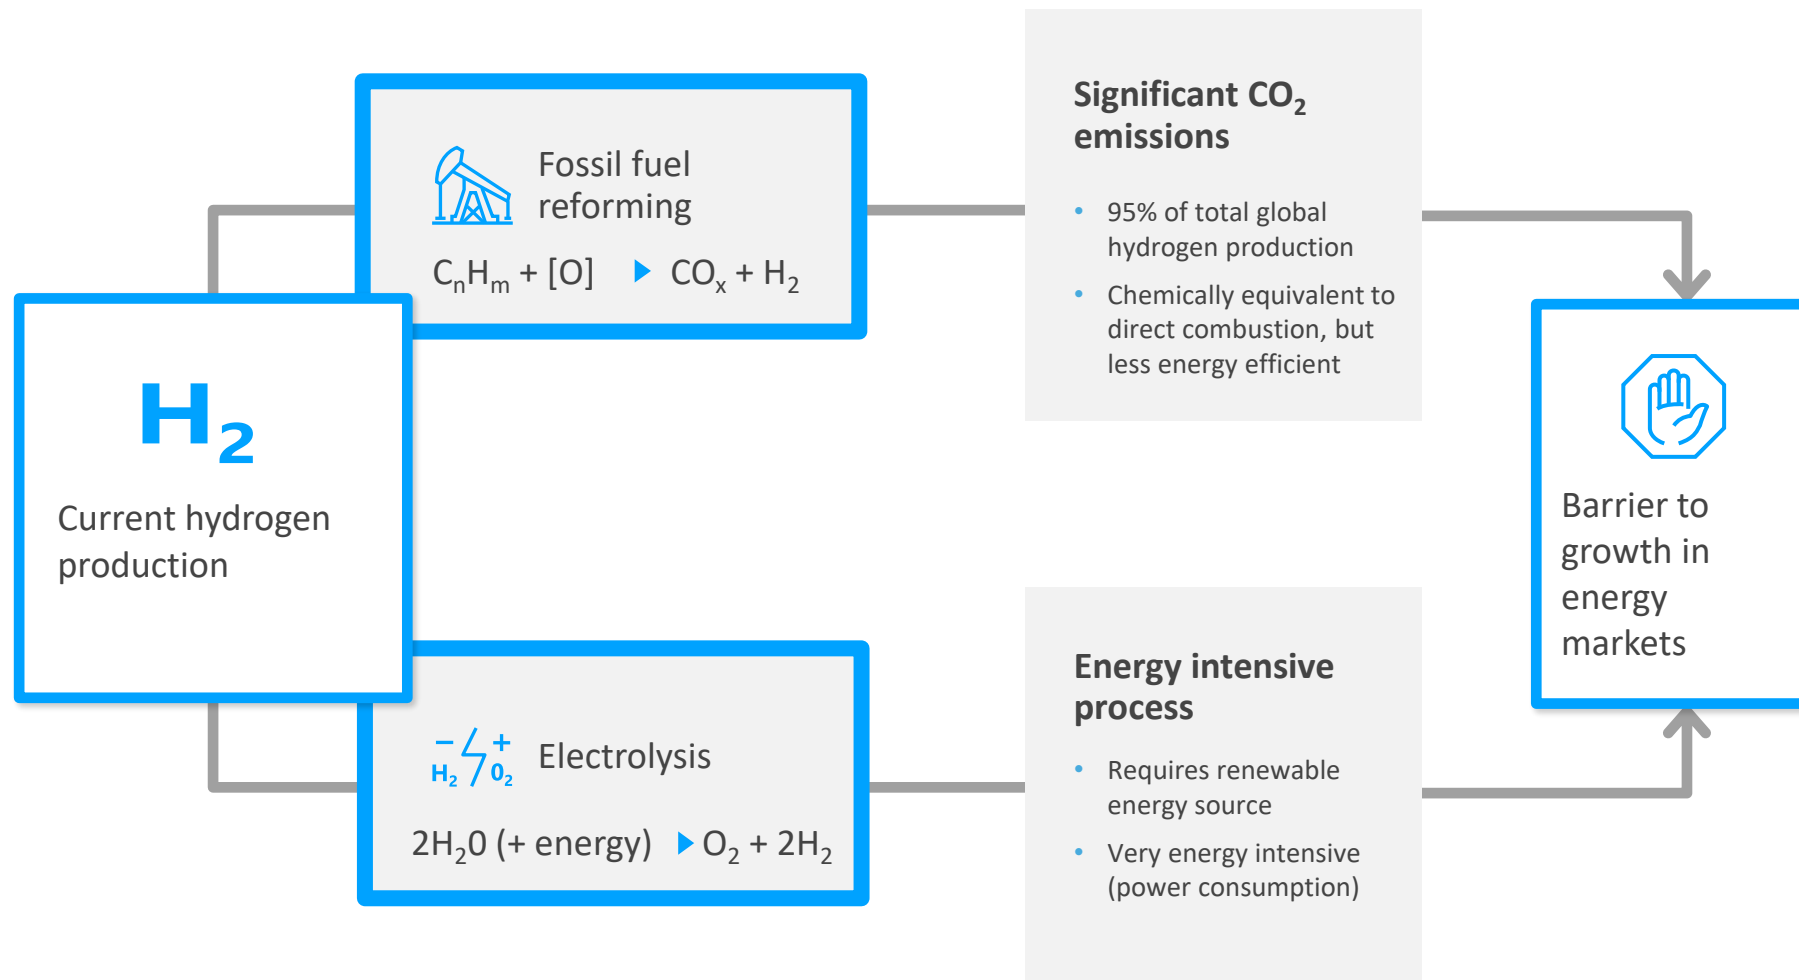 H₂
Current hydrogen
production
Fossil fuel
reforming
CₙHₘ + [O] ▶ COₓ + H₂
Significant CO₂
emissions
• 95% of total global
hydrogen production
• Chemically equivalent to
direct combustion, but
less energy efficient
− +
H₂ 0₂
Electrolysis
2H₂0 (+ energy) ▶ O₂ + 2H₂
Energy intensive
process
• Requires renewable
energy source
• Very energy intensive
(power consumption)
Barrier to
growth in
energy
markets